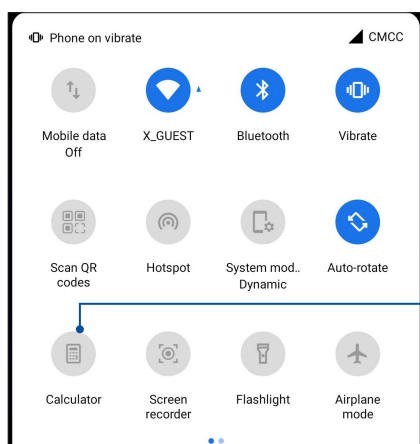 Phone on vibrate CMCC
Mobile data X_GUEST Bluetooth Vibrate
Off
Scan QR Hotspot System mod.. Auto-rotate
codes Dynamic
Calculator Screen Flashlight Airplane
recorder mode